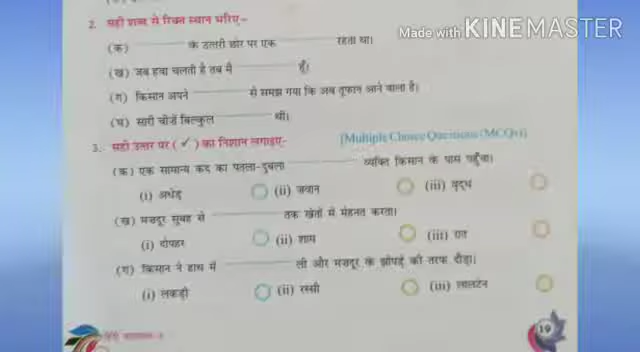 Made with KINEMASTER
2. सही शब्द से रिक्त स्थान भरिए-
(क) के उत्तरी छोर पर एक रहता था।
(ख) जब हवा चलती है तब मैं हूँ।
(ग) किसान अपने से समझ गया कि अब तूफान आने वाला है।
(घ) सारी चीजें बिल्कुल थीं।
3. सही उत्तर पर (✓) का निशान लगाइए- [Multiple Choice Questions (MCQs)]
(क) एक सामान्य कद का पतला-दुबला व्यक्ति किसान के पास पहुँचा।
(i) अधेड़ (ii) जवान (iii) वृद्ध
(ख) मजदूर सुबह से तक खेतों में मेहनत करता।
(i) दोपहर (ii) शाम (iii) रात
(ग) किसान ने हाथ में ली और मजदूर के झोंपड़े की तरफ दौड़ा।
(i) लकड़ी (ii) रस्सी (iii) लालटेन
19